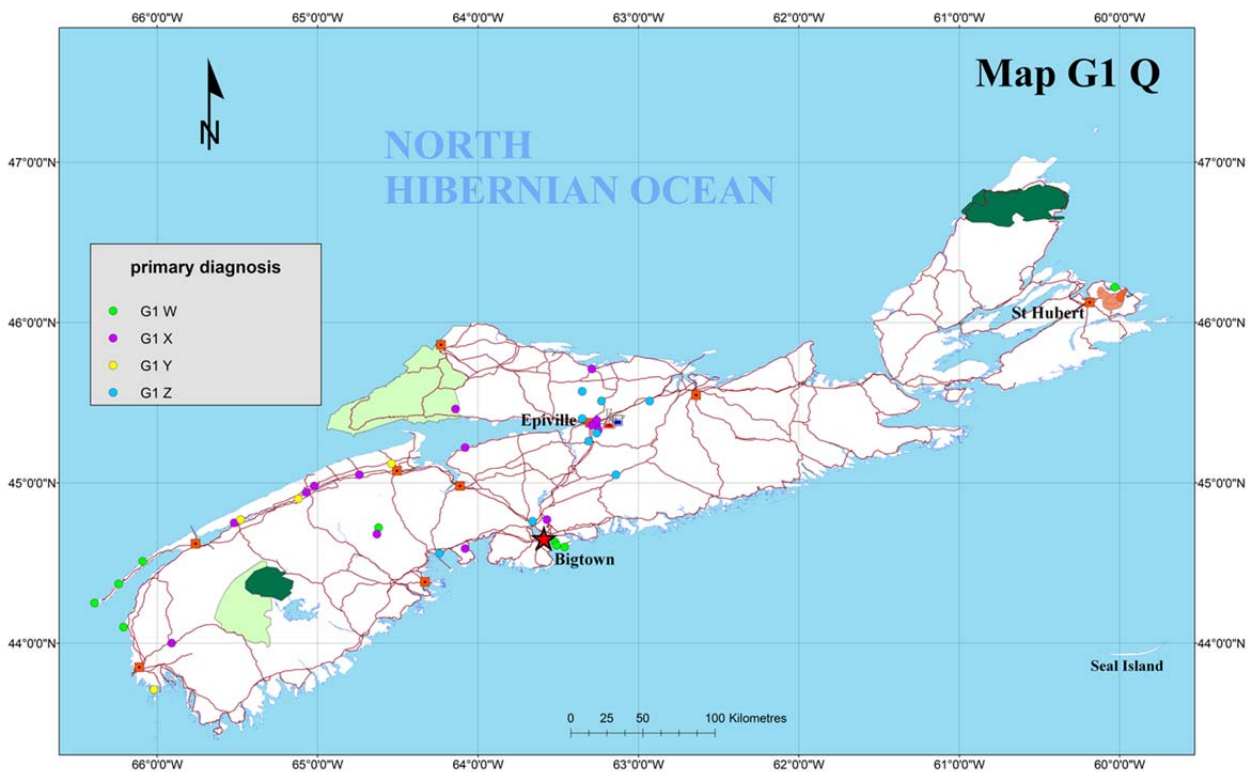 66°0'0"W 65°0'0"W 64°0'0"W 63°0'0"W 62°0'0"W 61°0'0"W 60°0'0"W
Map G1 Q
N
NORTH
HIBERNIAN OCEAN
47°0'0"N 47°0'0"N
primary diagnosis
G1 W
G1 X
G1 Y
G1 Z
St Hubert
46°0'0"N 46°0'0"N
Epiville
45°0'0"N 45°0'0"N
Bigtown
44°0'0"N 44°0'0"N
Seal Island
0 25 50 100 Kilometres
66°0'0"W 65°0'0"W 64°0'0"W 63°0'0"W 62°0'0"W 61°0'0"W 60°0'0"W